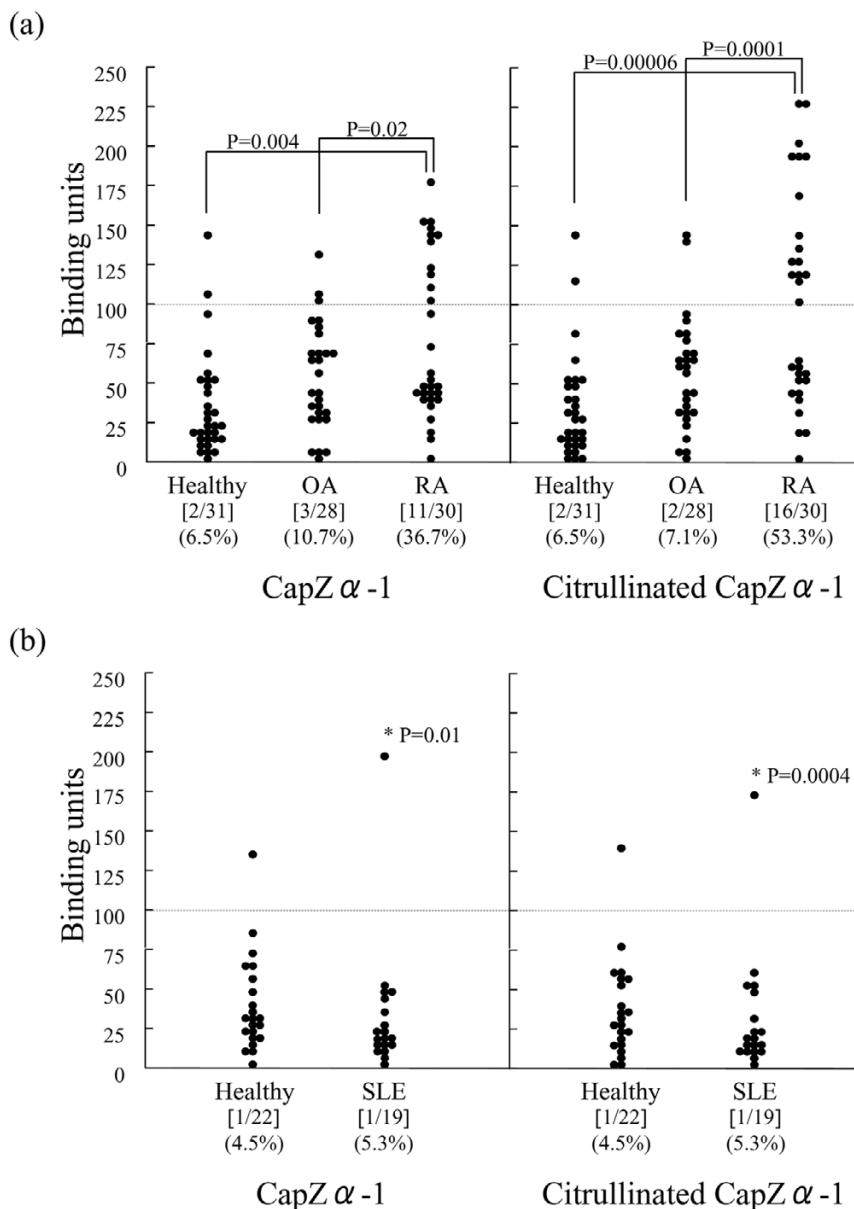 (a)
P=0.0001
P=0.00006
P=0.02
P=0.004
250
225
200
175
150
125
100
75
50
25
0
Binding units
Healthy OA RA Healthy OA RA
[2/31] [3/28] [11/30] [2/31] [2/28] [16/30]
(6.5%) (10.7%) (36.7%) (6.5%) (7.1%) (53.3%)
CapZ α -1 Citrullinated CapZ α -1
(b)
250
225
200
175
150
125
100
75
50
25
0
Binding units
* P=0.01
* P=0.0004
Healthy SLE Healthy SLE
[1/22] [1/19] [1/22] [1/19]
(4.5%) (5.3%) (4.5%) (5.3%)
CapZ α -1 Citrullinated CapZ α -1